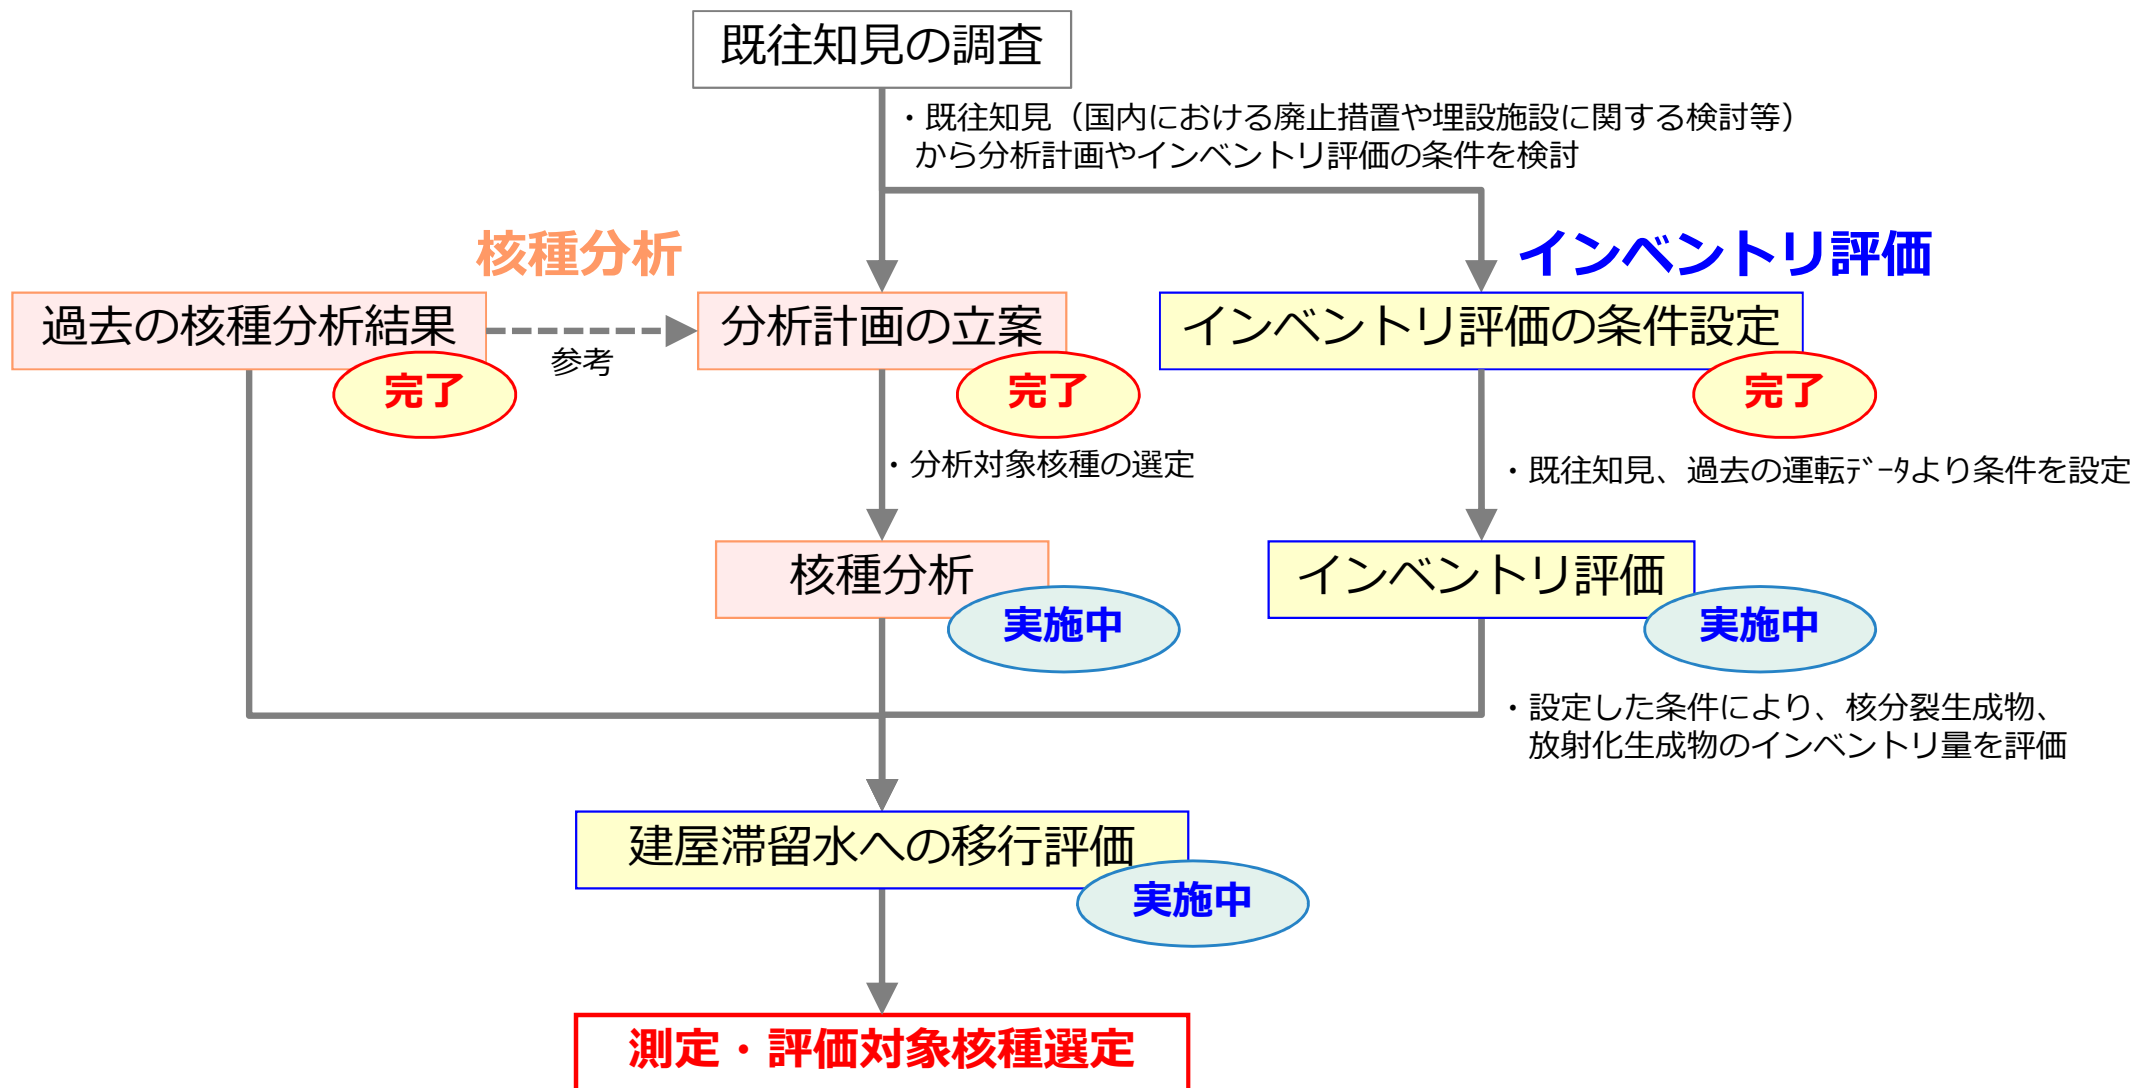 既往知見の調査
・既往知見（国内における廃止措置や埋設施設に関する検討等）
から分析計画やインベントリ評価の条件を検討
核種分析
インベントリ評価
過去の核種分析結果
完了
参考
分析計画の立案
完了
インベントリ評価の条件設定
完了
・分析対象核種の選定
・既往知見、過去の運転ﾃﾞｰﾀより条件を設定
核種分析
実施中
インベントリ評価
実施中
・設定した条件により、核分裂生成物、
放射化生成物のインベントリ量を評価
建屋滞留水への移行評価
実施中
測定・評価対象核種選定